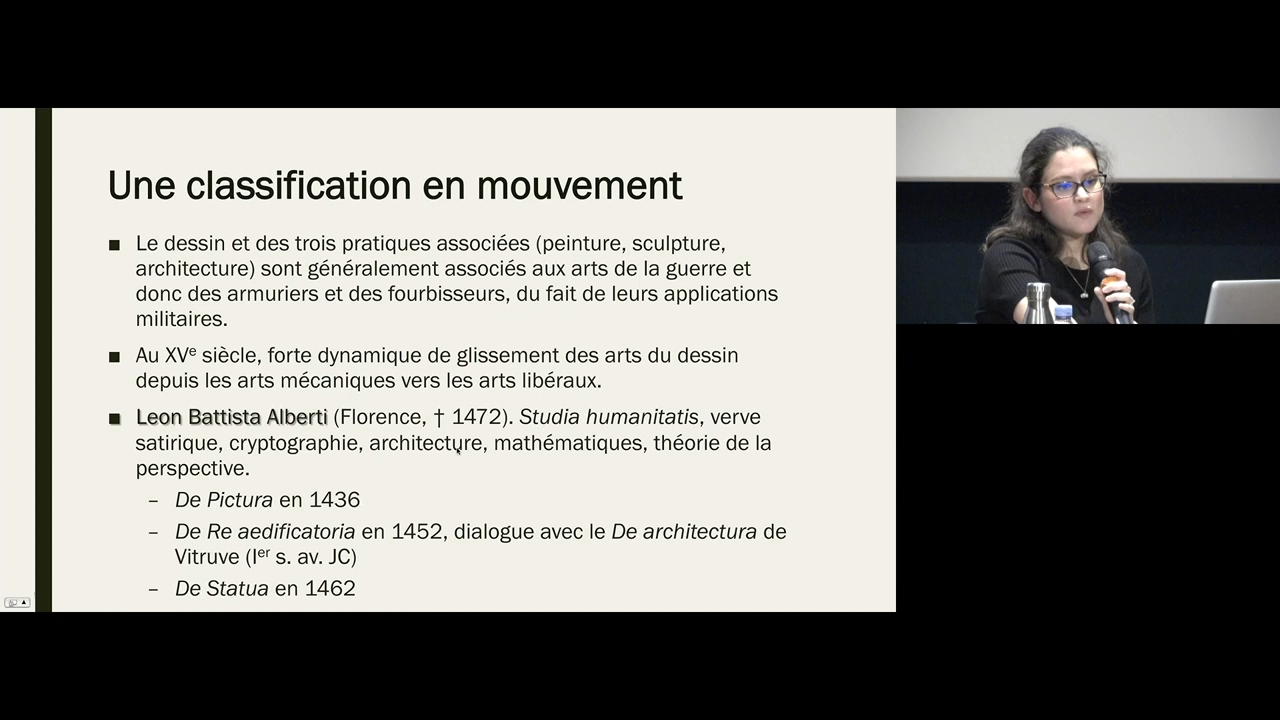 Une classification en mouvement
■ Le dessin et des trois pratiques associées (peinture, sculpture,
architecture) sont généralement associés aux arts de la guerre et
donc des armuriers et des fourbisseurs, du fait de leurs applications
militaires.
■ Au XVe siècle, forte dynamique de glissement des arts du dessin
depuis les arts mécaniques vers les arts libéraux.
■ Leon Battista Alberti (Florence, † 1472). Studia humanitatis, verve
satirique, cryptographie, architecture, mathématiques, théorie de la
perspective.
– De Pictura en 1436
– De Re aedificatoria en 1452, dialogue avec le De architectura de
Vitruve (Ier s. av. JC)
– De Statua en 1462